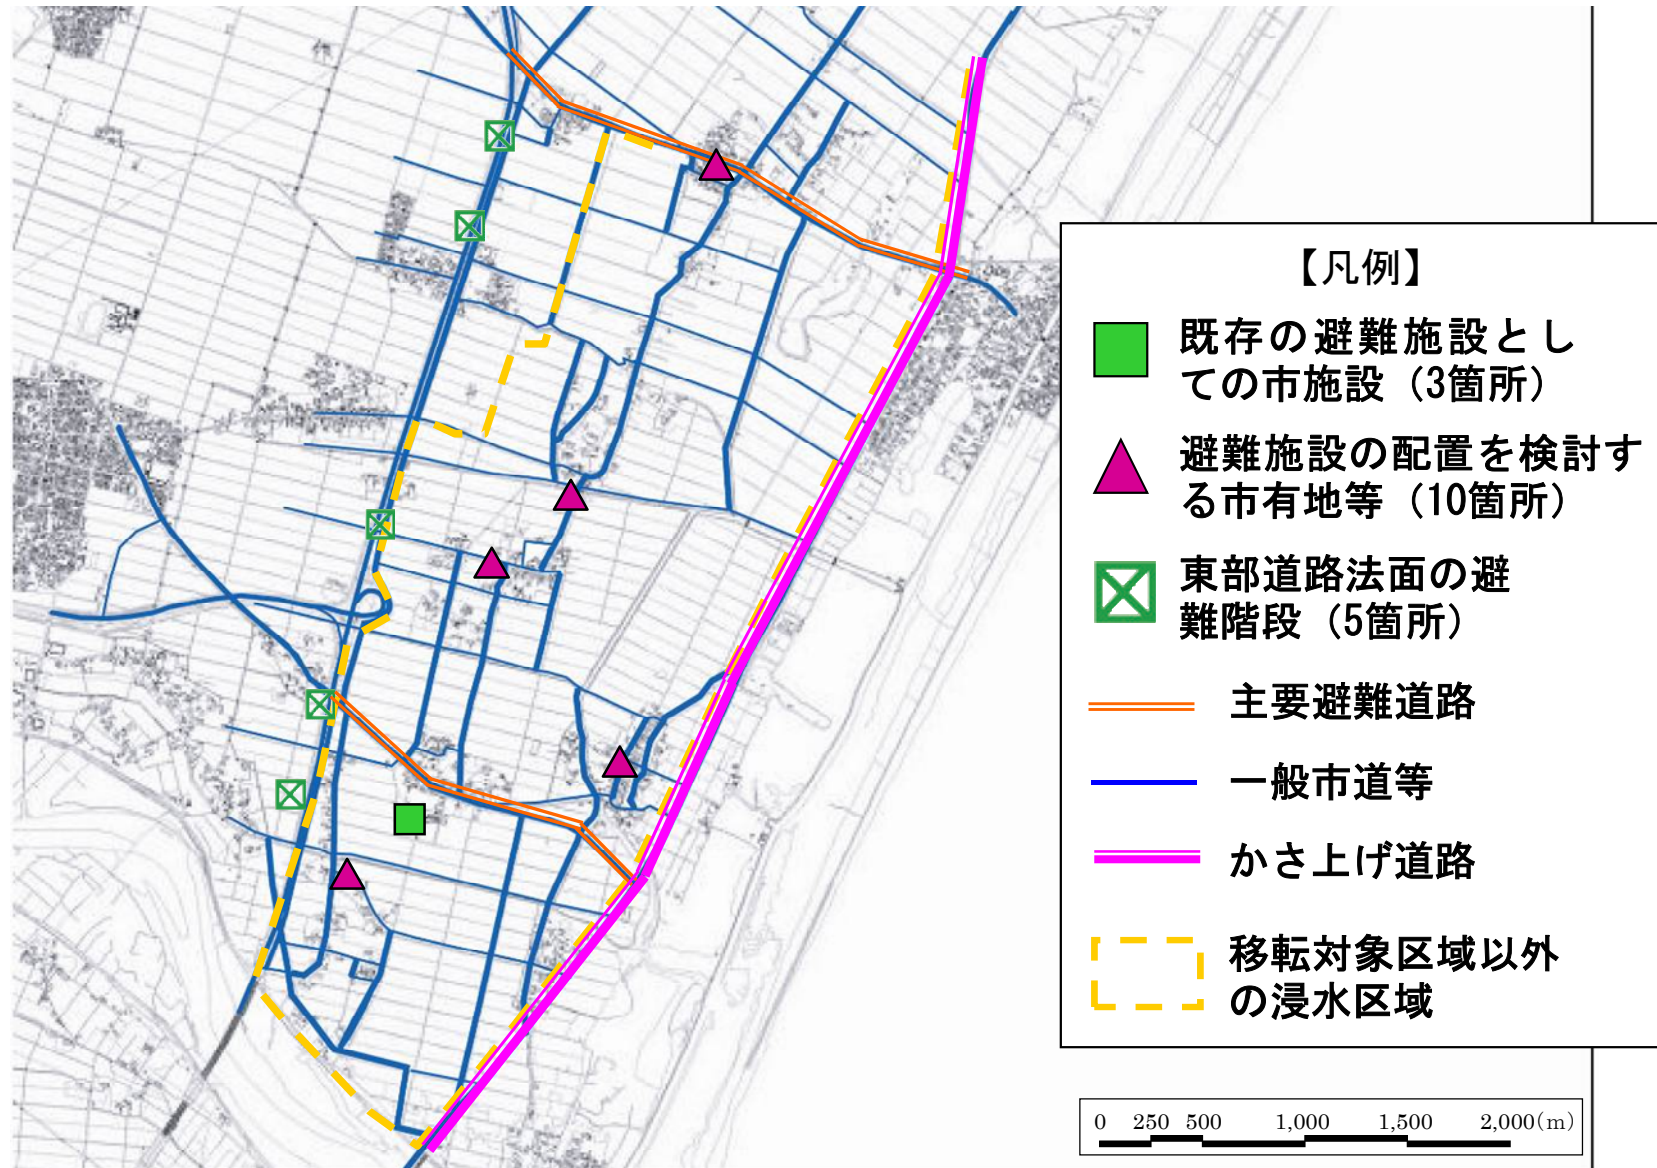 【凡例】
既存の避難施設とし
ての市施設（3箇所）
避難施設の配置を検討す
る市有地等（10箇所）
東部道路法面の避
難階段（5箇所）
主要避難道路
一般市道等
かさ上げ道路
移転対象区域以外
の浸水区域
0 250 500 1,000 1,500 2,000(m)